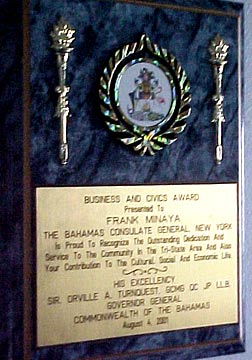 BUSINESS AND CIVICS AWARD
Presented To
FRANK MINAYA
THE BAHAMAS CONSULATE GENERAL, NEW YORK
Is Proud To Recognize The Outstanding Dedication And
Service To The Community In The Tri-State Area And Also
Your Contribution To The Cultural, Social And Economic Life.
HIS EXCELLENCY
SIR. ORVILLE A. TURNQUEST, GCMG QC JP LL.B.
GOVERNOR GENERAL
COMMONWEALTH OF THE BAHAMAS
August 4, 2001